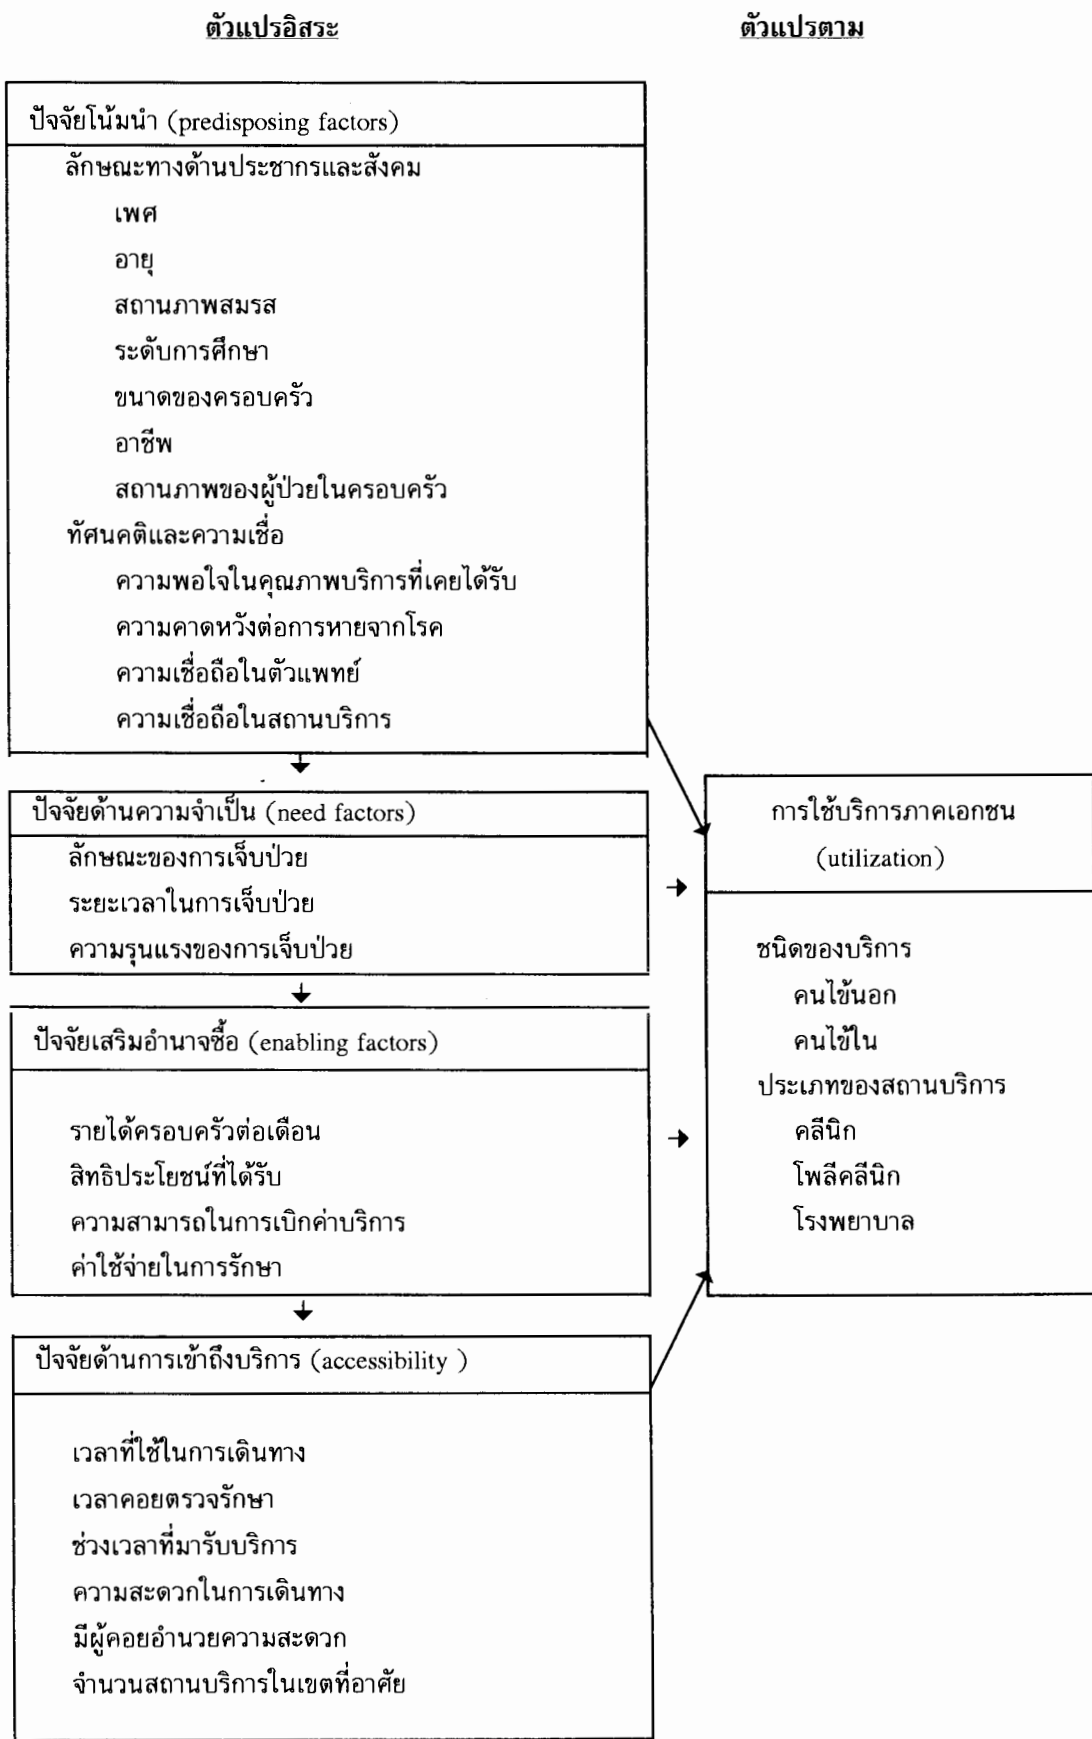 ตัวแปรอิสระ
ตัวแปรตาม
ปัจจัยโน้มนำ (predisposing factors)
ลักษณะทางด้านประชากรและสังคม
เพศ
อายุ
สถานภาพสมรส
ระดับการศึกษา
ขนาดของครอบครัว
อาชีพ
สถานภาพของผู้ป่วยในครอบครัว
ทัศนคติและความเชื่อ
ความพอใจในคุณภาพบริการที่เคยได้รับ
ความคาดหวังต่อการหายจากโรค
ความเชื่อถือในตัวแพทย์
ความเชื่อถือในสถานบริการ
ปัจจัยด้านความจำเป็น (need factors)
ลักษณะของการเจ็บป่วย
ระยะเวลาในการเจ็บป่วย
ความรุนแรงของการเจ็บป่วย
ปัจจัยเสริมอำนาจซื้อ (enabling factors)
รายได้ครอบครัวต่อเดือน
สิทธิประโยชน์ที่ได้รับ
ความสามารถในการเบิกค่าบริการ
ค่าใช้จ่ายในการรักษา
ปัจจัยด้านการเข้าถึงบริการ (accessibility )
เวลาที่ใช้ในการเดินทาง
เวลาคอยตรวจรักษา
ช่วงเวลาที่มารับบริการ
ความสะดวกในการเดินทาง
มีผู้คอยอำนวยความสะดวก
จำนวนสถานบริการในเขตที่อาศัย
การใช้บริการภาคเอกชน
(utilization)
ชนิดของบริการ
คนไข้นอก
คนไข้ใน
ประเภทของสถานบริการ
คลีนิก
โพลีคลีนิก
โรงพยาบาล